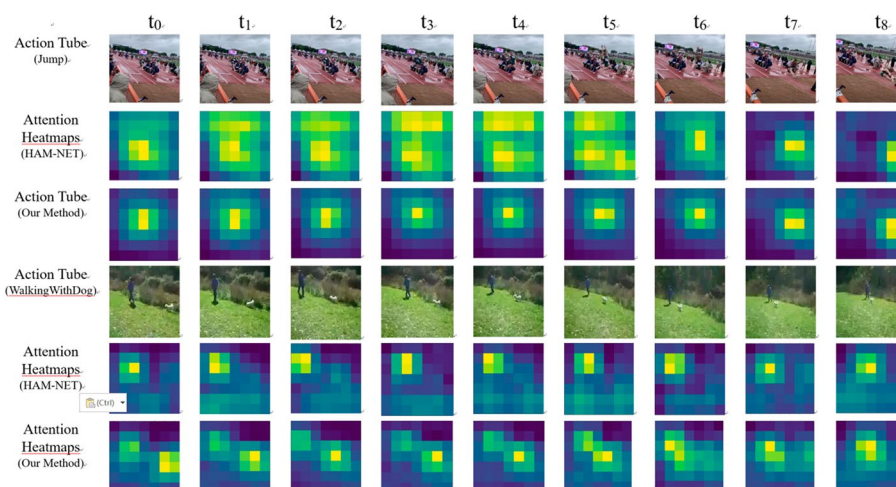 t0 t1 t2 t3 t4 t5 t6 t7 t8
Action Tube
(Jump)
Attention
Heatmaps
(HAM-NET)
Action Tube
(Our Method)
Action Tube
(WalkingWithDog)
Attention
Heatmaps
(HAM-NET)
(Ctrl)
Attention
Heatmaps
(Our Method)